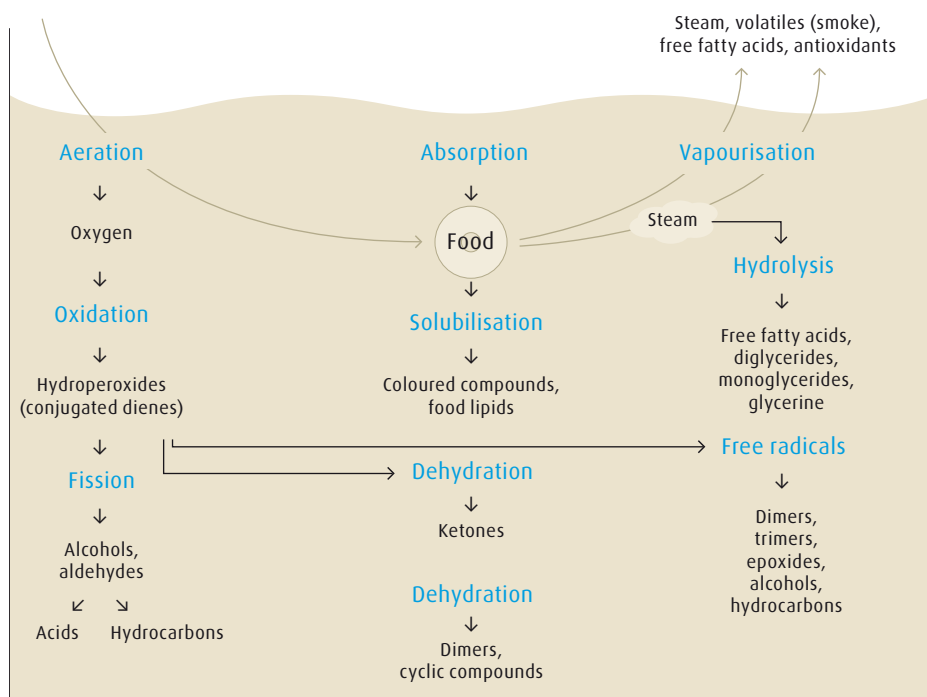 Steam, volatiles (smoke),
free fatty acids, antioxidants
Aeration
Absorption
Vapourisation
Oxygen
Food
Steam
Hydrolysis
Oxidation
Solubilisation
Free fatty acids,
diglycerides,
monoglycerides,
glycerine
Hydroperoxides
(conjugated dienes)
Coloured compounds,
food lipids
Free radicals
Fission
Dehydration
Ketones
Dimers,
trimers,
epoxides,
alcohols,
hydrocarbons
Alcohols,
aldehydes
Dehydration
Acids
Hydrocarbons
Dimers,
cyclic compounds